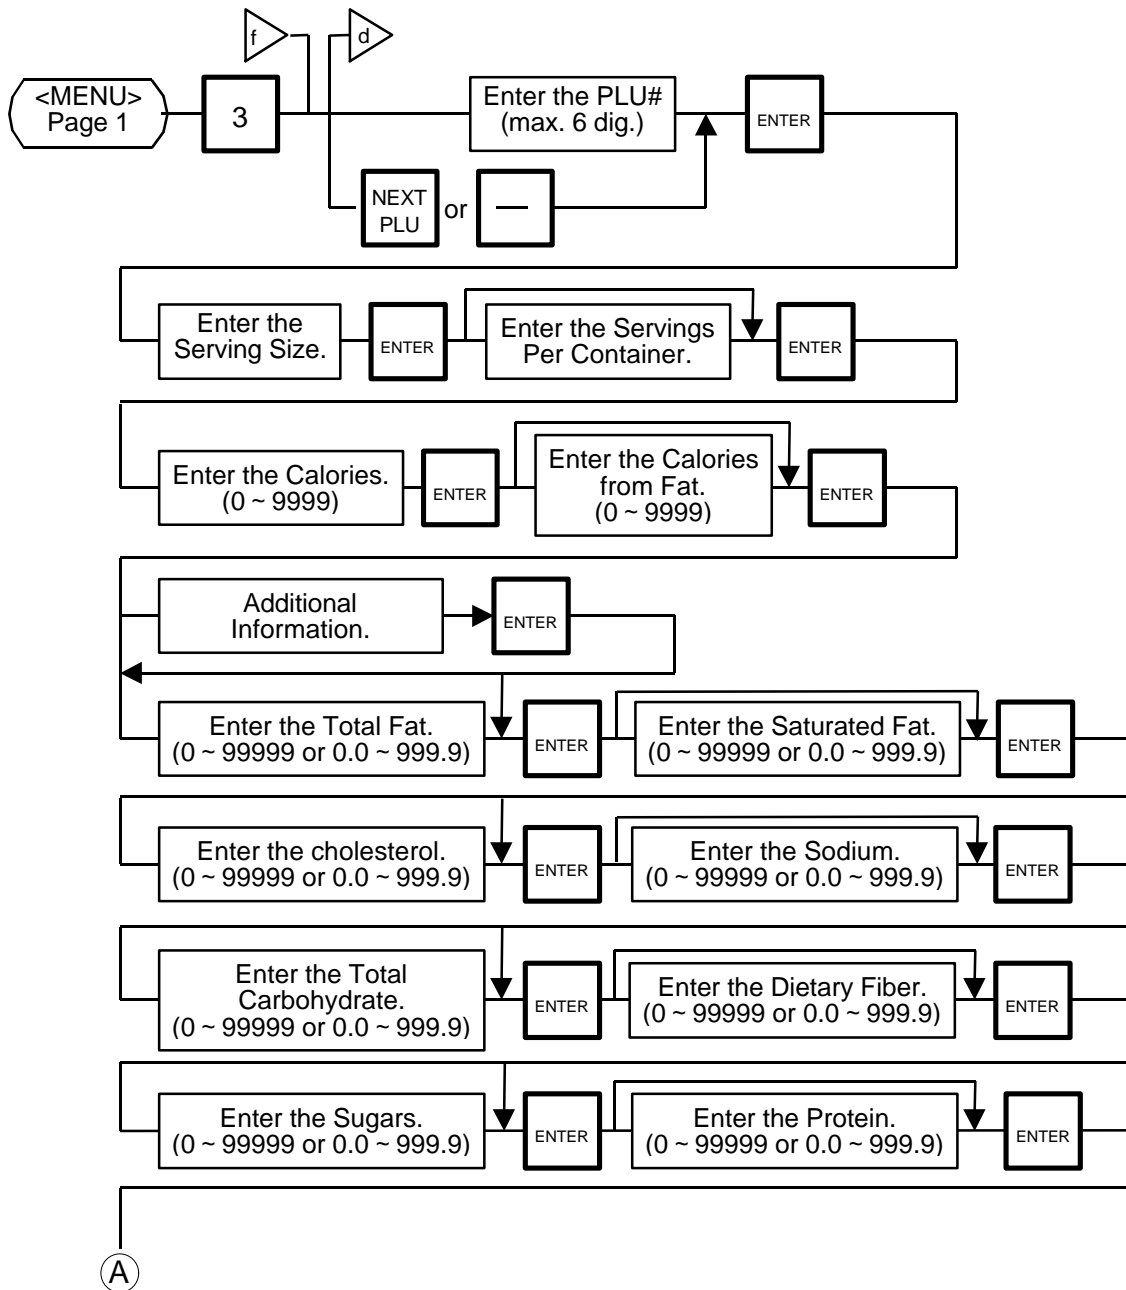 f
d
<MENU>
Page 1
3
Enter the PLU#
(max. 6 dig.)
ENTER
NEXT
PLU
or
—
Enter the
Serving Size.
ENTER
Enter the Servings
Per Container.
ENTER
Enter the Calories.
(0 ~ 9999)
ENTER
Enter the Calories
from Fat.
(0 ~ 9999)
ENTER
Additional
Information.
ENTER
Enter the Total Fat.
(0 ~ 99999 or 0.0 ~ 999.9)
ENTER
Enter the Saturated Fat.
(0 ~ 99999 or 0.0 ~ 999.9)
ENTER
Enter the cholesterol.
(0 ~ 99999 or 0.0 ~ 999.9)
ENTER
Enter the Sodium.
(0 ~ 99999 or 0.0 ~ 999.9)
ENTER
Enter the Total
Carbohydrate.
(0 ~ 99999 or 0.0 ~ 999.9)
ENTER
Enter the Dietary Fiber.
(0 ~ 99999 or 0.0 ~ 999.9)
ENTER
Enter the Sugars.
(0 ~ 99999 or 0.0 ~ 999.9)
ENTER
Enter the Protein.
(0 ~ 99999 or 0.0 ~ 999.9)
ENTER
A